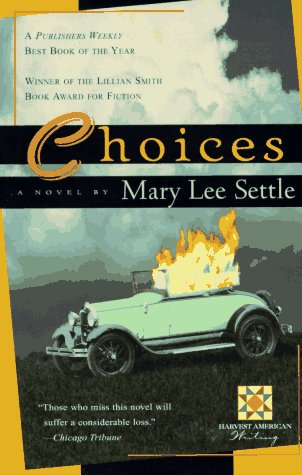 A PUBLISHERS WEEKLY
BEST BOOK OF THE YEAR
WINNER OF THE LILLIAN SMITH
BOOK AWARD FOR FICTION
Choices
A NOVEL BY Mary Lee Settle
"Those who miss this novel will
suffer a considerable loss."
—Chicago Tribune
HARVEST AMERICAN
Writing